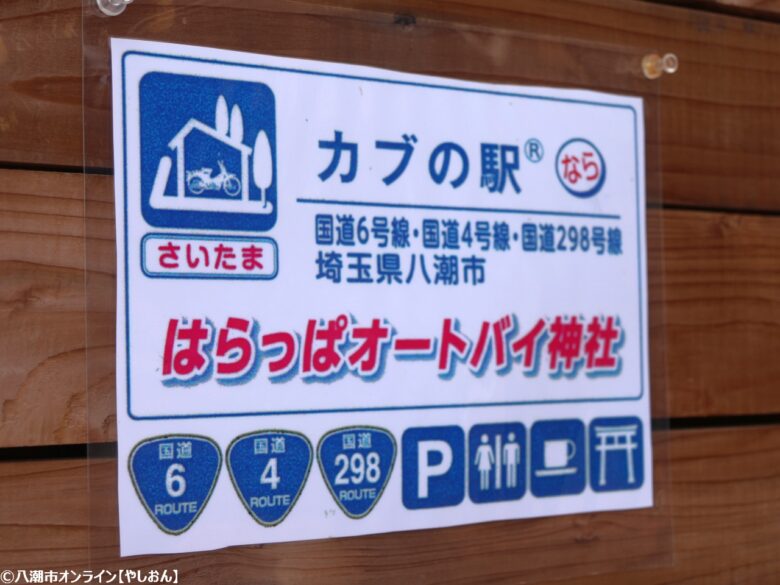 カブの駅®
なら
さいたま
国道6号線・国道4号線・国道298号線
埼玉県八潮市
はらっぱオートバイ神社
国道
6
ROUTE
国道
4
ROUTE
国道
298
ROUTE
P
©八潮市オンライン【やしおん】